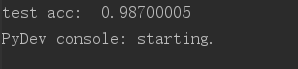 test acc:  0.98700005
PyDev console: starting.